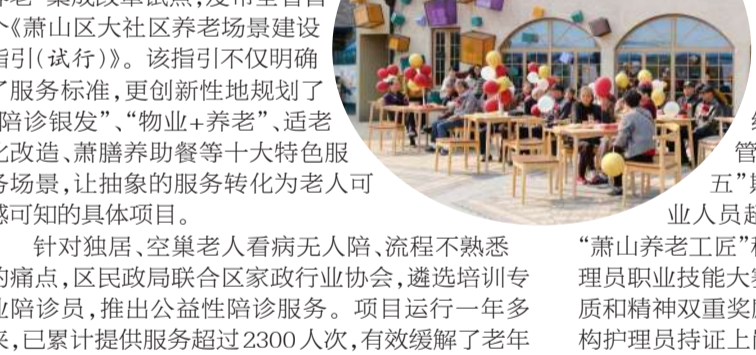 集成改革试点，发布全省首
个《萧山区大社区养老场景建设
指引（试行）》。该指引不仅明确
了服务标准，更创新性地规划了
“陪诊银发”、“物业+养老”、适老
化改造、萧膳养助餐等十大特色服
务场景，让抽象的服务转化为老人可
感可知的具体项目。
针对独居、空巢老人看病无人陪、流程不熟悉
的痛点，区民政局联合区家政行业协会，遴选培训专
业陪诊员，推出公益性陪诊服务。项目运行一年多
来，已累计提供服务超过2300人次，有效缓解了老年
管
五”
业人员
“萧山养老工匠”
理员职业技能大
质和精神双重奖
构护理员持证上